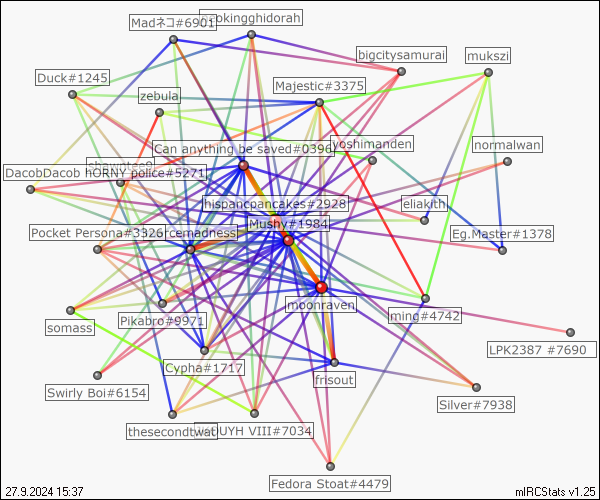 Madネコ#6901
okingghidorah
bigcitysamurai
mukszi
Duck#1245
Majestic#3375
zebula
yoshimanden
normalwan
Can anything be saved#0396
DacobDacob hORNY police#5271
hispancpancakes#2928
eliakith
Mushy#1984
Pocket Persona#3326
rcemadness
Eg.Master#1378
moonraven
ming#4742
somass
Pikabro#9971
LPK2387 #7690
Cypha#1717
frisout
Swirly Boi#6154
Silver#7938
thesecondtwat
UYH VIII#7034
Fedora Stoat#4479
27.9.2024 15:37
mIRCStats v1.25